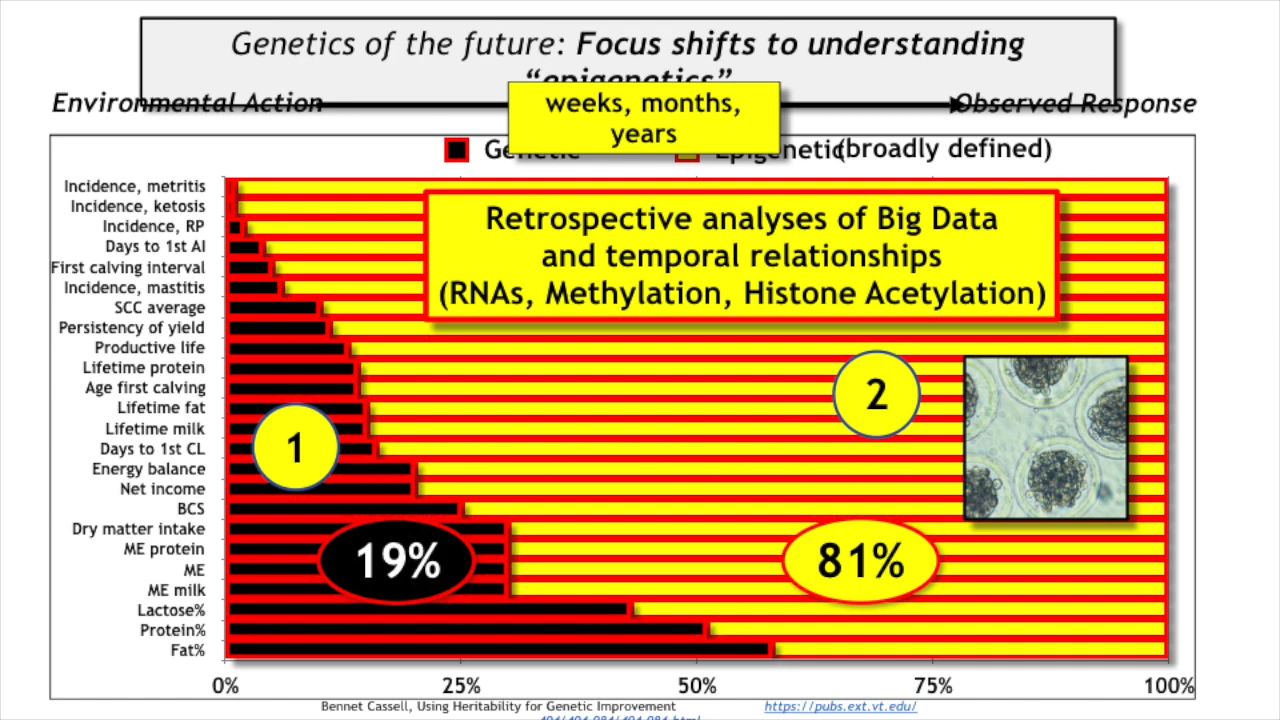 Genetics of the future: Focus shifts to understanding
“epigenetics”
Environmental Action
weeks, months,
years
Observed Response
Genetic
Epigenetic (broadly defined)
Incidence, metritis
Incidence, ketosis
Incidence, RP
Days to 1st AI
First calving interval
Incidence, mastitis
SCC average
Persistency of yield
Productive life
Lifetime protein
Age first calving
Lifetime fat
Lifetime milk
Days to 1st CL
Energy balance
Net income
BCS
Dry matter intake
ME protein
ME
ME milk
Lactose%
Protein%
Fat%
Retrospective analyses of Big Data
and temporal relationships
(RNAs, Methylation, Histone Acetylation)
1
2
19%
81%
0%
25%
50%
75%
100%
Bennet Cassell, Using Heritability for Genetic Improvement
https://pubs.ext.vt.edu/